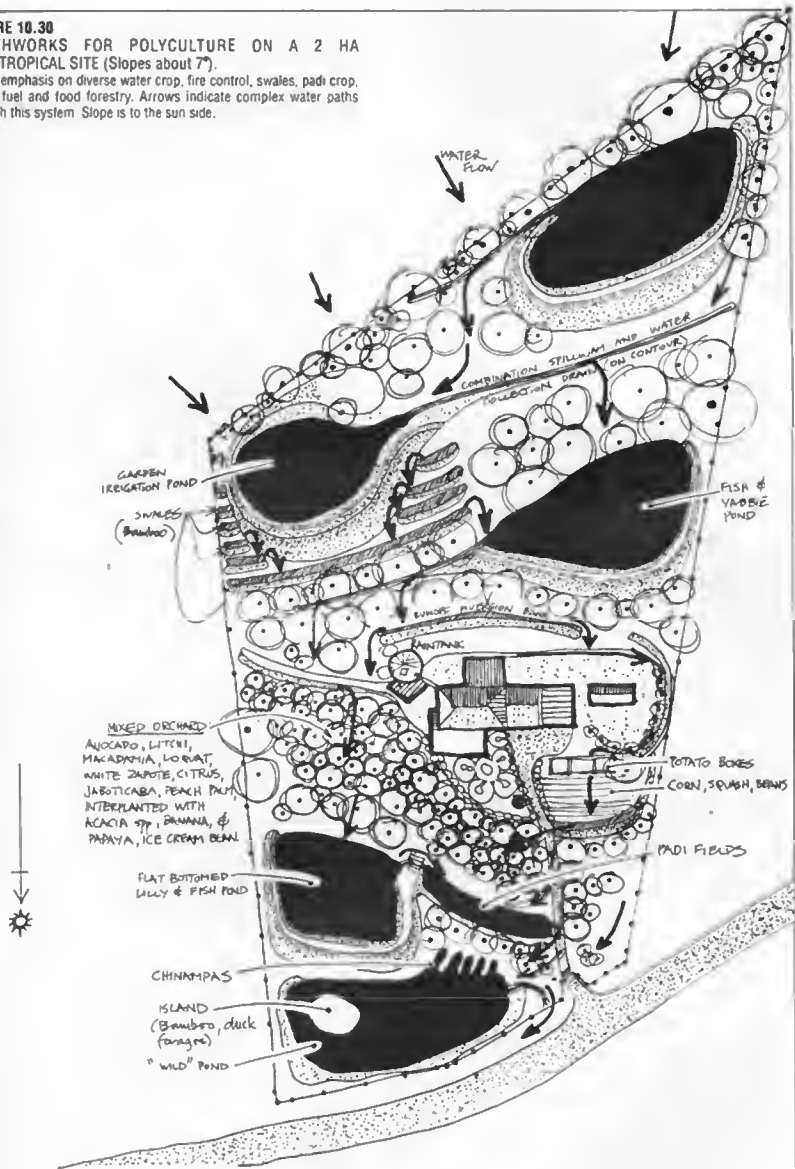 RE 10.30
THWORKS FOR POLYCULTURE ON A 2 HA
TROPICAL SITE (Slopes about 7°).
emphasis on diverse water crop, fire control, swales, padi crop,
fuel and food forestry. Arrows indicate complex water paths
h this system Slope is to the sun side.
WATER
FLOW
COMBINATION SPILLWAY AND WATER
COLLECTION DRAIN (ON CONTOUR)
GARDEN
IRRIGATION POND
SWALES
(Bamboo)
FISH &
YABBIE
POND
RUNOFF DIVERSION BUND
RAINTANK
MIXED ORCHARD
AVOCADO, LITCHI,
MACADAMIA, LOQUAT,
WHITE ZAPOTE, CITRUS,
JABOTICABA, PEACH PALM,
INTERPLANTED WITH
ACACIA spp, BANANA, &
PAPAYA, ICE CREAM BEAN
POTATO BOXES
CORN, SQUASH, BEANS
PADI FIELDS
FLAT BOTTOMED
LILLY & FISH POND
CHINAMPAS
ISLAND
(Bamboo, duck
forage)
"WILD" POND